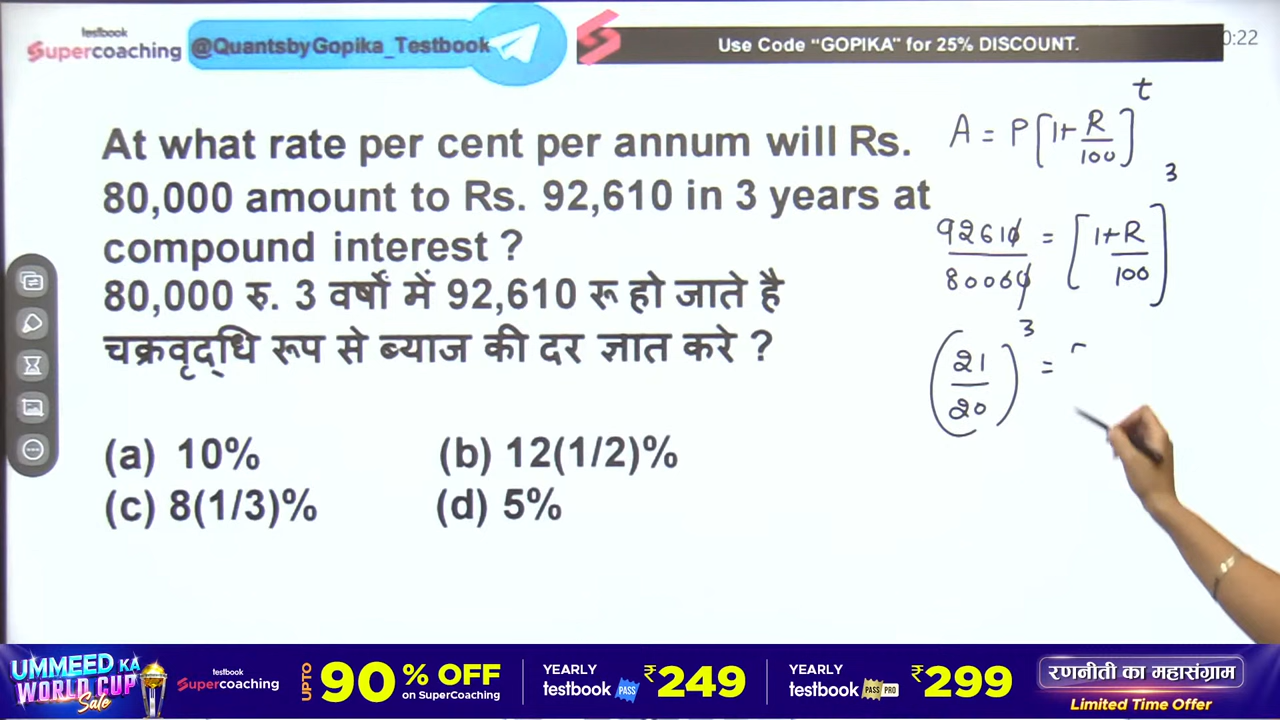 testbook
Supercoaching
@QuantsbyGopika_Testbook
Use Code “GOPIKA” for 25% DISCOUNT.
0:22
At what rate per cent per annum will Rs.
80,000 amount to Rs. 92,610 in 3 years at
compound interest ?
80,000 रु. 3 वर्षों में 92,610 रू हो जाते है
चक्रवृद्धि रूप से ब्याज की दर ज्ञात करे ?
(a) 10%
(b) 12(1/2)%
(c) 8(1/3)%
(d) 5%
A = P[1+R/100]^t
92610/80000 = [1+R/100]^3
(21/20)^3 =
UMMEED KA
WORLD CUP
Sale
testbook
Supercoaching
UPTO 90% OFF
on SuperCoaching
YEARLY
testbook PASS
₹249
YEARLY
testbook PASS PRO
₹299
रणनीती का महासंग्राम
Limited Time Offer